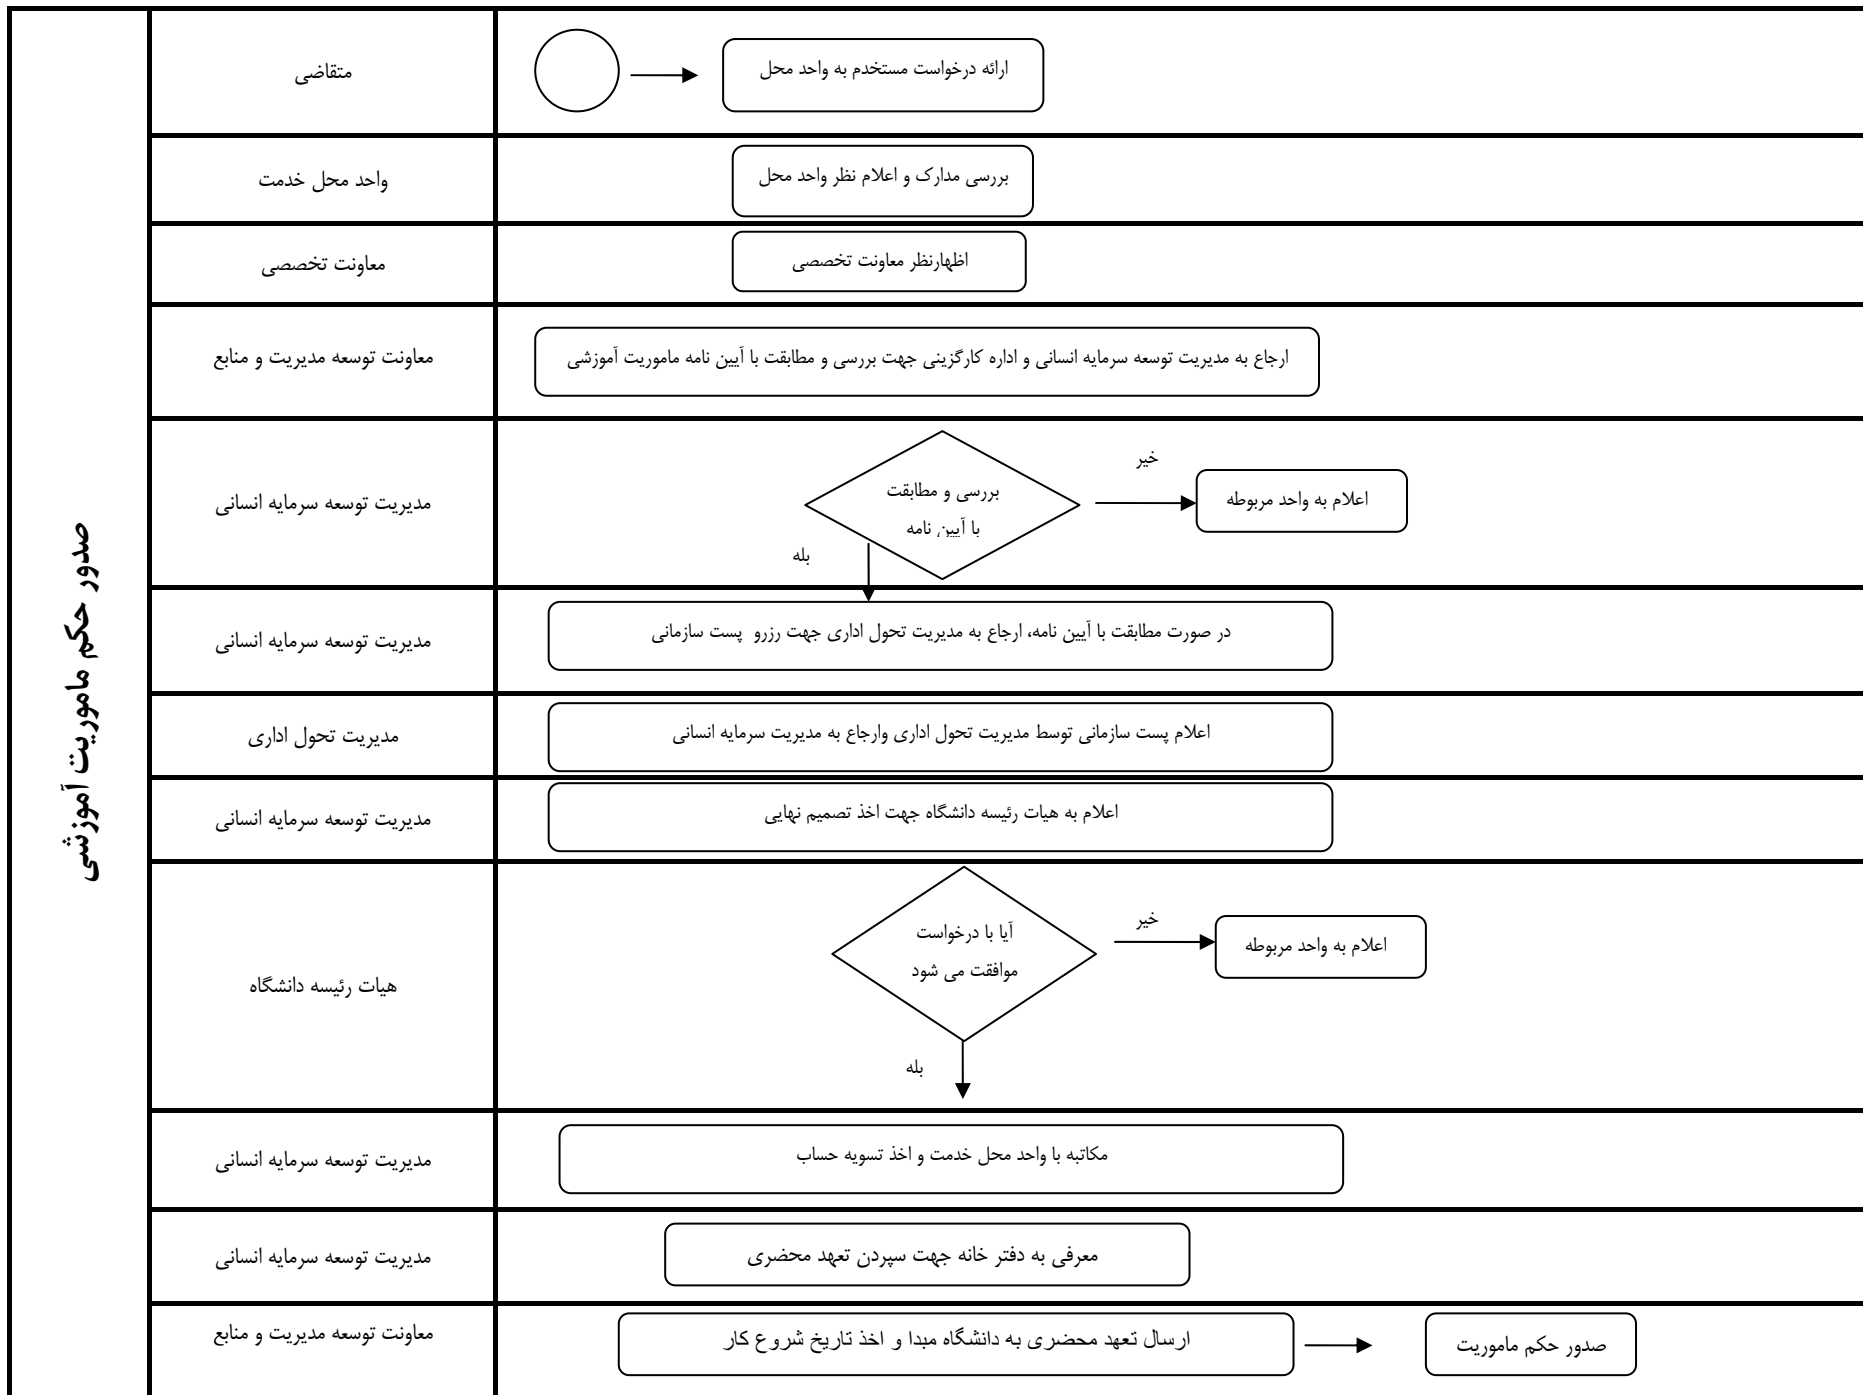 صدور حکم ماموریت آموزشی
متقاضی
ارائه درخواست مستخدم به واحد محل
واحد محل خدمت
بررسی مدارک و اعلام نظر واحد محل
معاونت تخصصی
اظهارنظر معاونت تخصصی
معاونت توسعه مدیریت و منابع
ارجاع به مدیریت توسعه سرمایه انسانی و اداره کارگزینی جهت بررسی و مطابقت با آیین نامه ماموریت آموزشی
مدیریت توسعه سرمایه انسانی
بررسی و مطابقت
با آیین نامه
خیر
اعلام به واحد مربوطه
بله
مدیریت توسعه سرمایه انسانی
در صورت مطابقت با آیین نامه، ارجاع به مدیریت تحول اداری جهت رزرو پست سازمانی
مدیریت تحول اداری
اعلام پست سازمانی توسط مدیریت تحول اداری وارجاع به مدیریت سرمایه انسانی
مدیریت توسعه سرمایه انسانی
اعلام به هیات رئیسه دانشگاه جهت اخذ تصمیم نهایی
هیات رئیسه دانشگاه
آیا با درخواست
موافقت می شود
خیر
اعلام به واحد مربوطه
بله
مدیریت توسعه سرمایه انسانی
مکاتبه با واحد محل خدمت و اخذ تسویه حساب
مدیریت توسعه سرمایه انسانی
معرفی به دفتر خانه جهت سپردن تعهد محضری
معاونت توسعه مدیریت و منابع
ارسال تعهد محضری به دانشگاه مبدا و اخذ تاریخ شروع کار
صدور حکم ماموریت